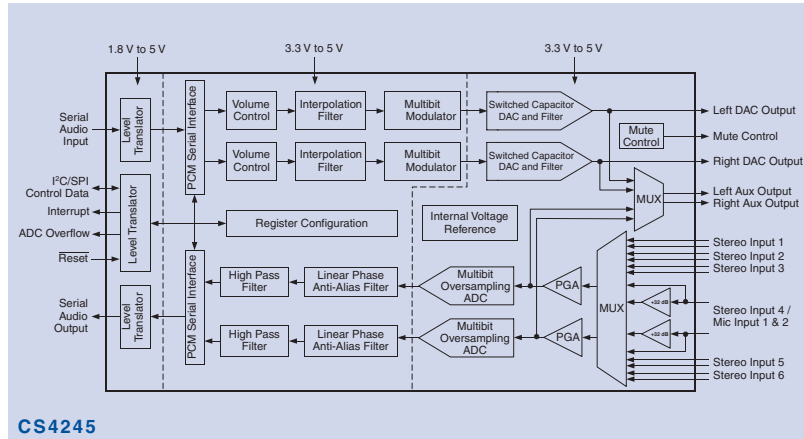 1.8 V to 5 V
3.3 V to 5 V
3.3 V to 5 V
Serial
Audio
Input
Level
Translator
PCM Serial Interface
Volume
Control
Interpolation
Filter
Multibit
Modulator
Switched Capacitor
DAC and Filter
Left DAC Output
Mute
Control
Mute Control
Volume
Control
Interpolation
Filter
Multibit
Modulator
Switched Capacitor
DAC and Filter
Right DAC Output
I²C/SPI
Control Data
Interrupt
ADC Overflow
Reset
Level Translator
Register Configuration
Internal Voltage
Reference
MUX
Left Aux Output
Right Aux Output
Serial
Audio
Output
Level
Translator
PCM Serial Interface
High Pass
Filter
Linear Phase
Anti-Alias Filter
Multibit
Oversampling
ADC
PGA
High Pass
Filter
Linear Phase
Anti-Alias Filter
Multibit
Oversampling
ADC
PGA
MUX
+32 dB
+32 dB
Stereo Input 1
Stereo Input 2
Stereo Input 3
Stereo Input 4 /
Mic Input 1 & 2
Stereo Input 5
Stereo Input 6
CS4245